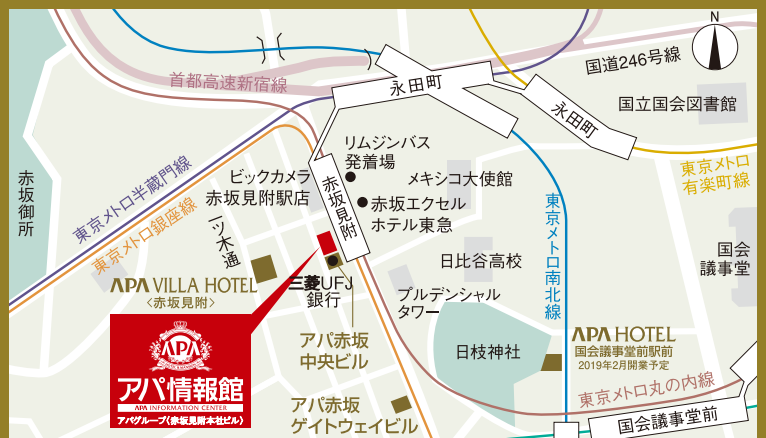 N
国道246号線
首都高速新宿線
永田町
国立国会図書館
永田町
リムジンバス
発着場
ビックカメラ
赤坂見附駅店
メキシコ大使館
東京メトロ
有楽町線
赤坂御所
東京メトロ半蔵門線
東京メトロ銀座線
赤坂見附
赤坂エクセル
ホテル東急
東京メトロ南北線
一ツ木通
日比谷高校
国会
議事堂
APA VILLA HOTEL
〈赤坂見附〉
三菱UFJ
銀行
プルデンシャル
タワー
APA HOTEL
国会議事堂前駅前
2019年2月開業予定
アパ赤坂
中央ビル
日枝神社
APA
アパ情報館
APA INFORMATION CENTER
アパグループ〈赤坂見附本社ビル〉
東京メトロ丸の内線
アパ赤坂
ゲイトウェイビル
国会議事堂前